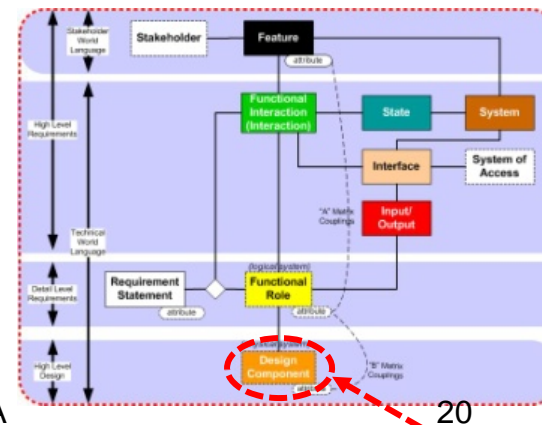 Stakeholder
World
Language
Stakeholder
Feature
attribute
Functional
Interaction
(Interaction)
State
System
High Level
Requirements
Interface
System of
Access
"A" Matrix
Couplings
Input/
Output
Technical
World
Language
(logical system)
Detail Level
Requirements
Requirement
Statement
attribute
Functional
Role
attribute
High Level
Design
Design
Component
attribute
"B" Matrix
Couplings
A
20